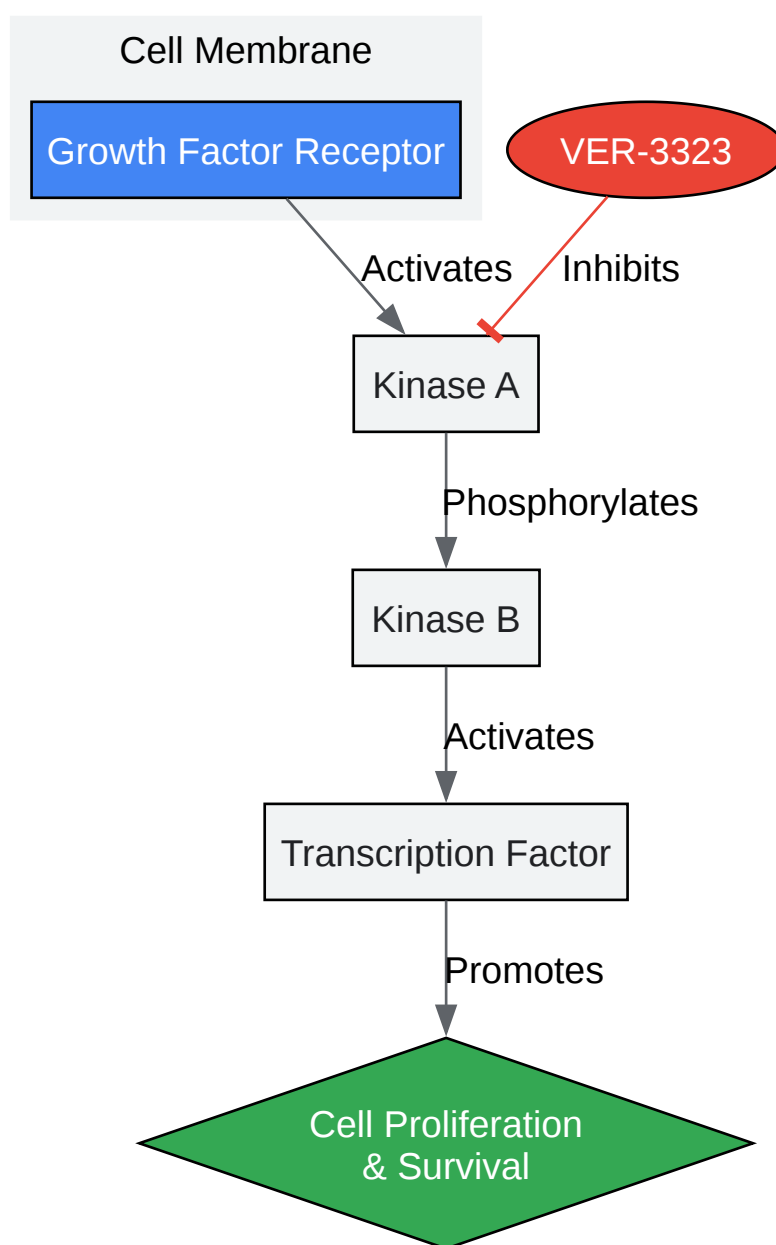 Cell Membrane
Growth Factor Receptor
VER-3323
Activates
Inhibits
Kinase A
Phosphorylates
Kinase B
Activates
Transcription Factor
Promotes
Cell Proliferation
& Survival